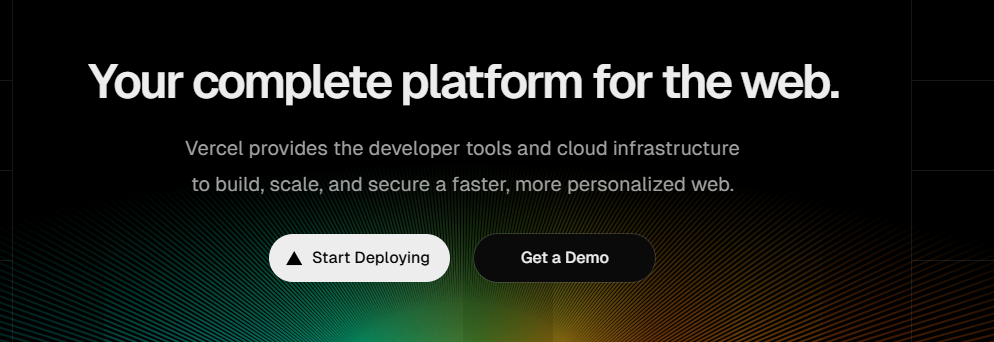 Your complete platform for the web.
Vercel provides the developer tools and cloud infrastructure
to build, scale, and secure a faster, more personalized web.
Start Deploying
Get a Demo